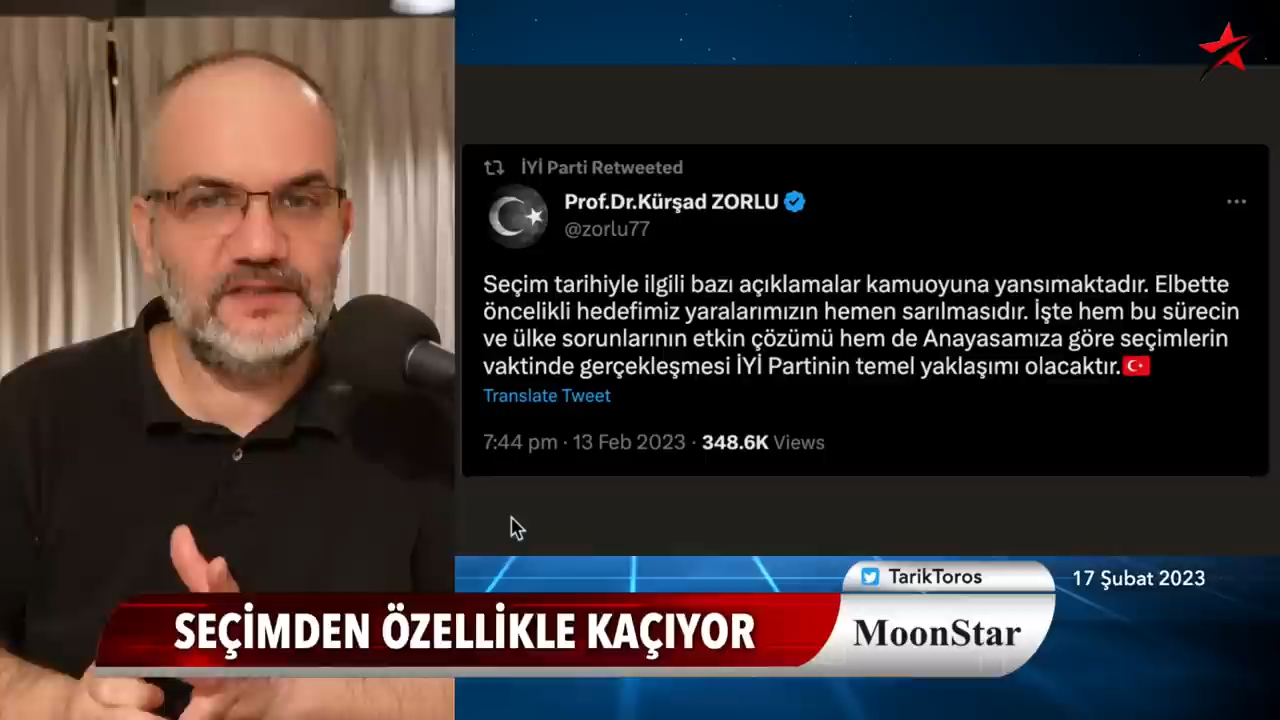 İYİ Parti Retweeted
Prof.Dr.Kürşad ZORLU
@zorlu77
Seçim tarihiyle ilgili bazı açıklamalar kamuoyuna yansımaktadır. Elbette
öncelikli hedefimiz yaralarımızın hemen sarılmasıdır. İşte hem bu sürecin
ve ülke sorunlarının etkin çözümü hem de Anayasamıza göre seçimlerin
vaktinde gerçekleşmesi İYİ Partinin temel yaklaşımı olacaktır.
Translate Tweet
7:44 pm · 13 Feb 2023 · 348.6K Views
TarikToros
17 Şubat 2023
SEÇİMDEN ÖZELLİKLE KAÇIYOR
MoonStar